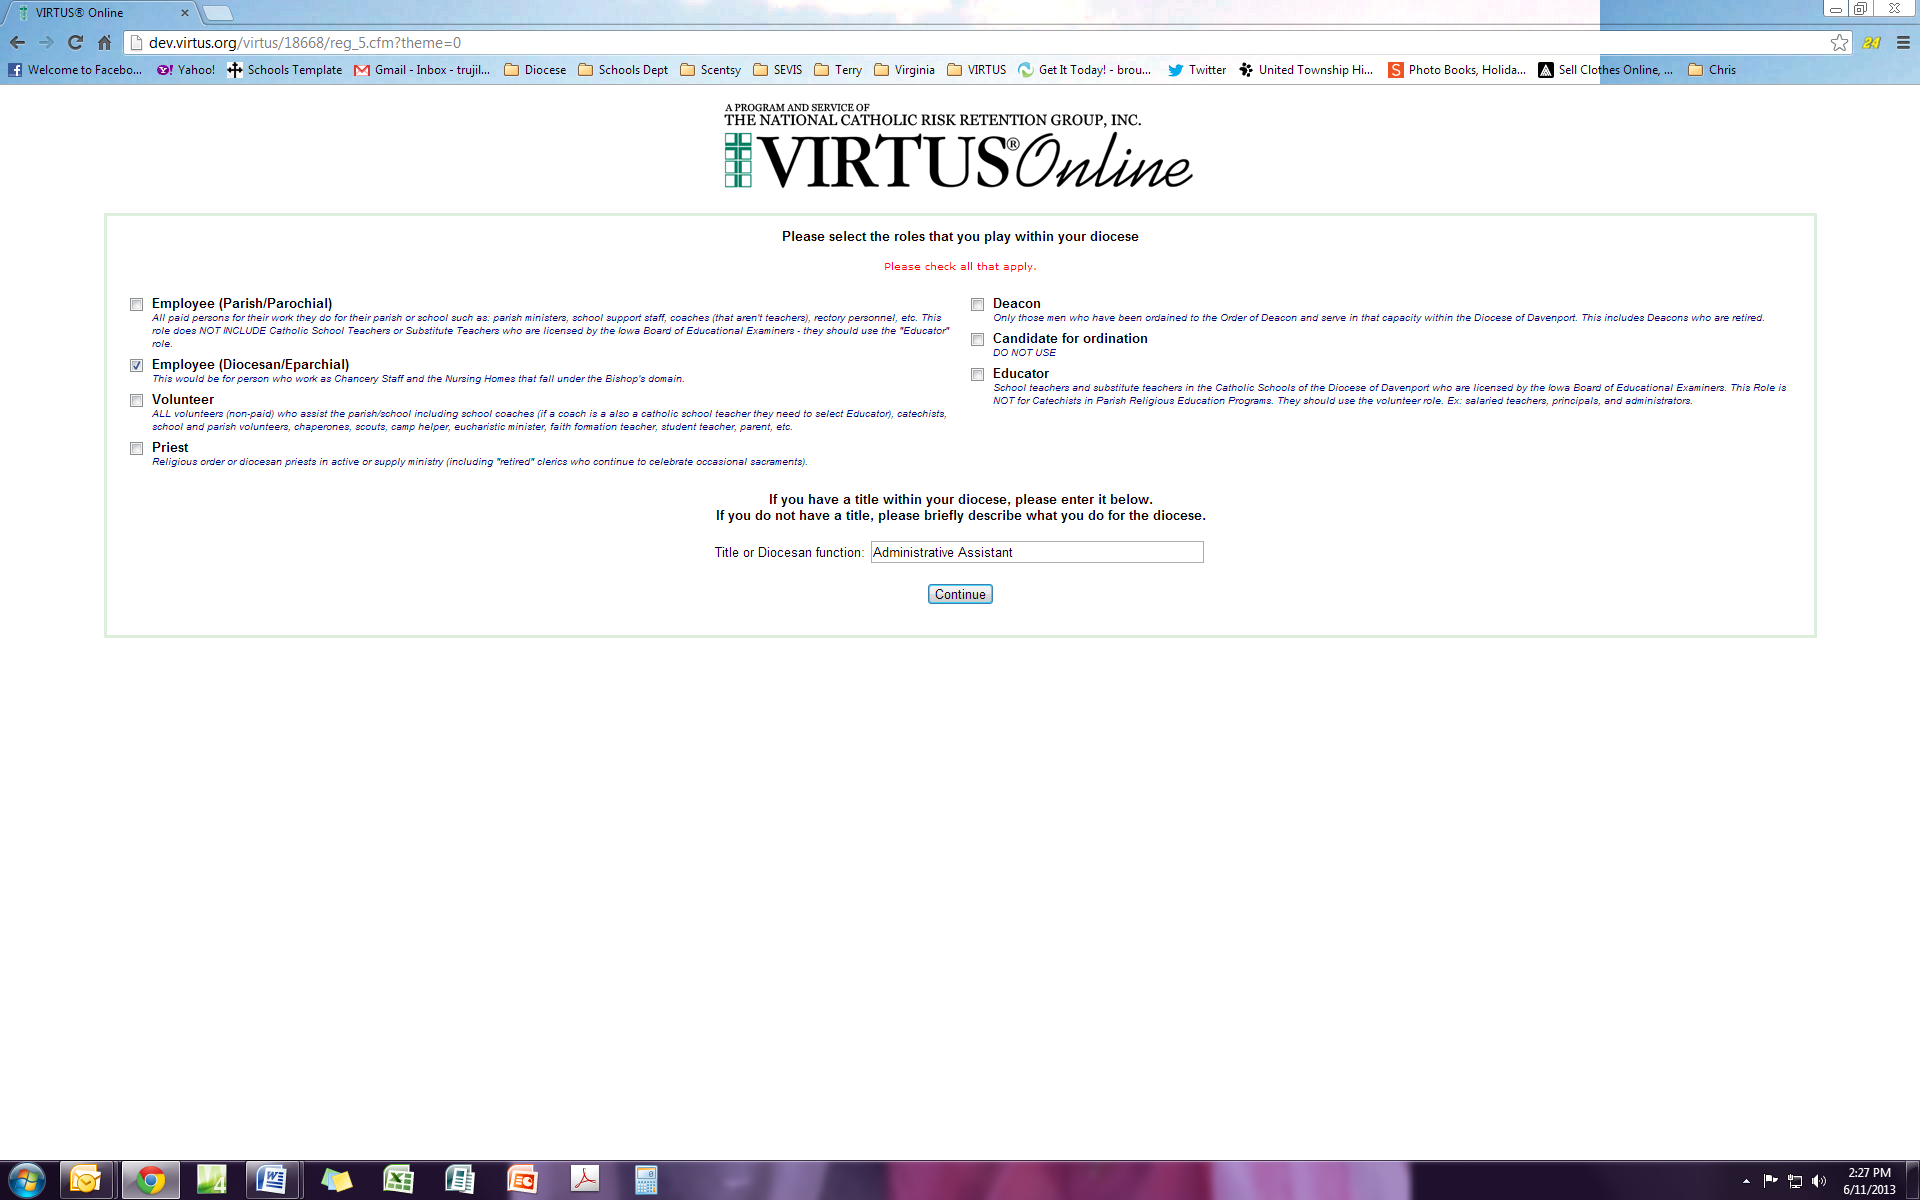 VIRTUS® Online
dev.virtus.org/virtus/18668/reg_5.cfm?theme=0
24
Welcome to Facebo... Yahoo! Schools Template Gmail - Inbox - trujil... Diocese Schools Dept Scentsy SEVIS Terry Virginia VIRTUS Get It Today! - brou... Twitter United Township Hi... Photo Books, Holida... Sell Clothes Online, ... Chris
A PROGRAM AND SERVICE OF
THE NATIONAL CATHOLIC RISK RETENTION GROUP, INC.
VIRTUS®Online
Please select the roles that you play within your diocese
Please check all that apply.
Employee (Parish/Parochial)
All paid persons for their work they do for their parish or school such as: parish ministers, school support staff, coaches (that aren't teachers), rectory personnel, etc. This
role does NOT INCLUDE Catholic School Teachers or Substitute Teachers who are licensed by the Iowa Board of Educational Examiners - they should use the "Educator"
role.
Employee (Diocesan/Eparchial)
This would be for person who work as Chancery Staff and the Nursing Homes that fall under the Bishop's domain.
Volunteer
ALL volunteers (non-paid) who assist the parish/school including school coaches (if a coach is a also a catholic school teacher they need to select Educator), catechists,
school and parish volunteers, chaperones, scouts, camp helper, eucharistic minister, faith fomation teacher, student teacher, parent, etc.
Priest
Religious order or diocesan priests in active or supply ministry (including "retired" clerics who continue to celebrate occasional sacraments).
Deacon
Only those men who have been ordained to the Order of Deacon and serve in that capacity within the Diocese of Davenport. This includes Deacons who are retired.
Candidate for ordination
DO NOT USE
Educator
School teachers and substitute teachers in the Catholic Schools of the Diocese of Davenport who are licensed by the Iowa Board of Educational Examiners. This Role is
NOT for Catechists in Parish Religious Education Programs. They should use the volunteer role. Ex: salaried teachers, principals, and administrators.
If you have a title within your diocese, please enter it below.
If you do not have a title, please briefly describe what you do for the diocese.
Title or Diocesan function: Administrative Assistant
Continue
2:27 PM
6/11/2013